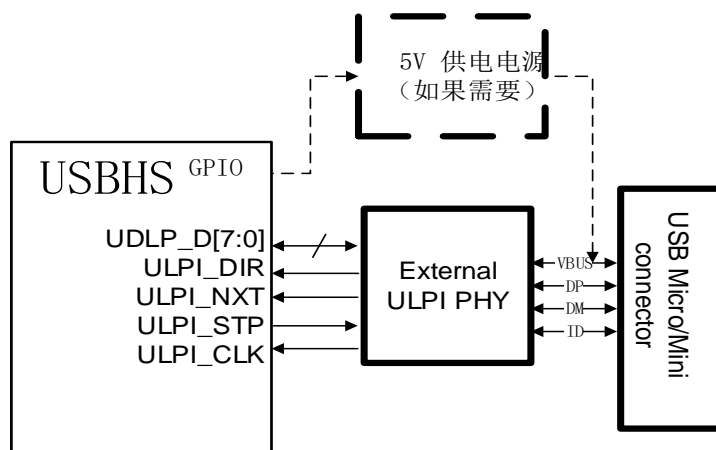 5V 供电电源
（如果需要）
USBHS GPIO
UDLP_D[7:0]
ULPI_DIR
ULPI_NXT
ULPI_STP
ULPI_CLK
External
ULPI PHY
VBUS
DP
DM
ID
USB Micro/Mini
connector